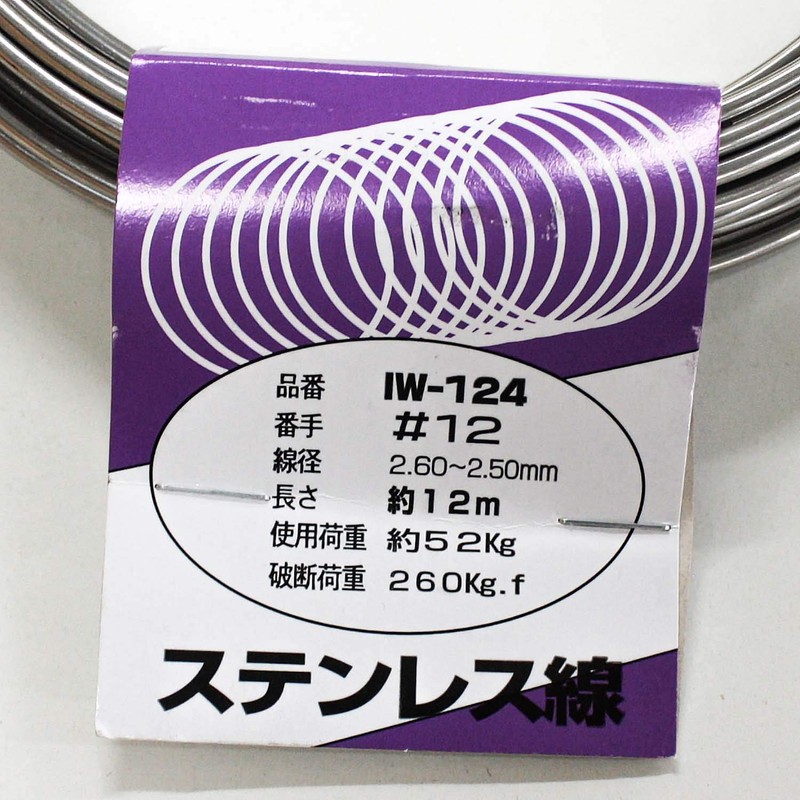 品番 IW-124
番手 #12
線径 2.60~2.50mm
長さ 約12m
使用荷重 約52Kg
破断荷重 260Kg.f
ステンレス線